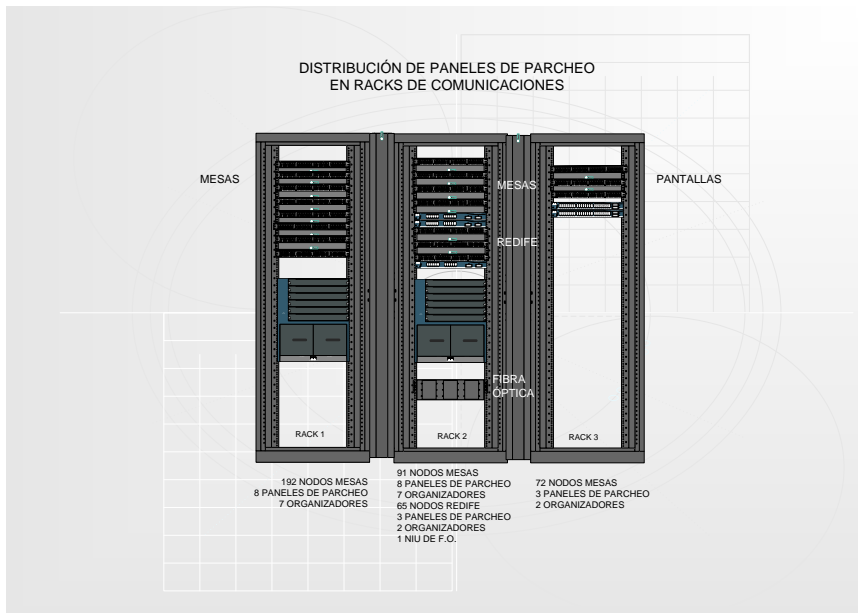 DISTRIBUCIÓN DE PANELES DE PARCHEO
EN RACKS DE COMUNICACIONES
MESAS
MESAS
PANTALLAS
REDIFE
FIBRA
ÓPTICA
RACK 1
RACK 2
RACK 3
192 NODOS MESAS
8 PANELES DE PARCHEO
7 ORGANIZADORES
91 NODOS MESAS
8 PANELES DE PARCHEO
7 ORGANIZADORES
65 NODOS REDIFE
3 PANELES DE PARCHEO
2 ORGANIZADORES
1 NIU DE F.O.
72 NODOS MESAS
3 PANELES DE PARCHEO
2 ORGANIZADORES